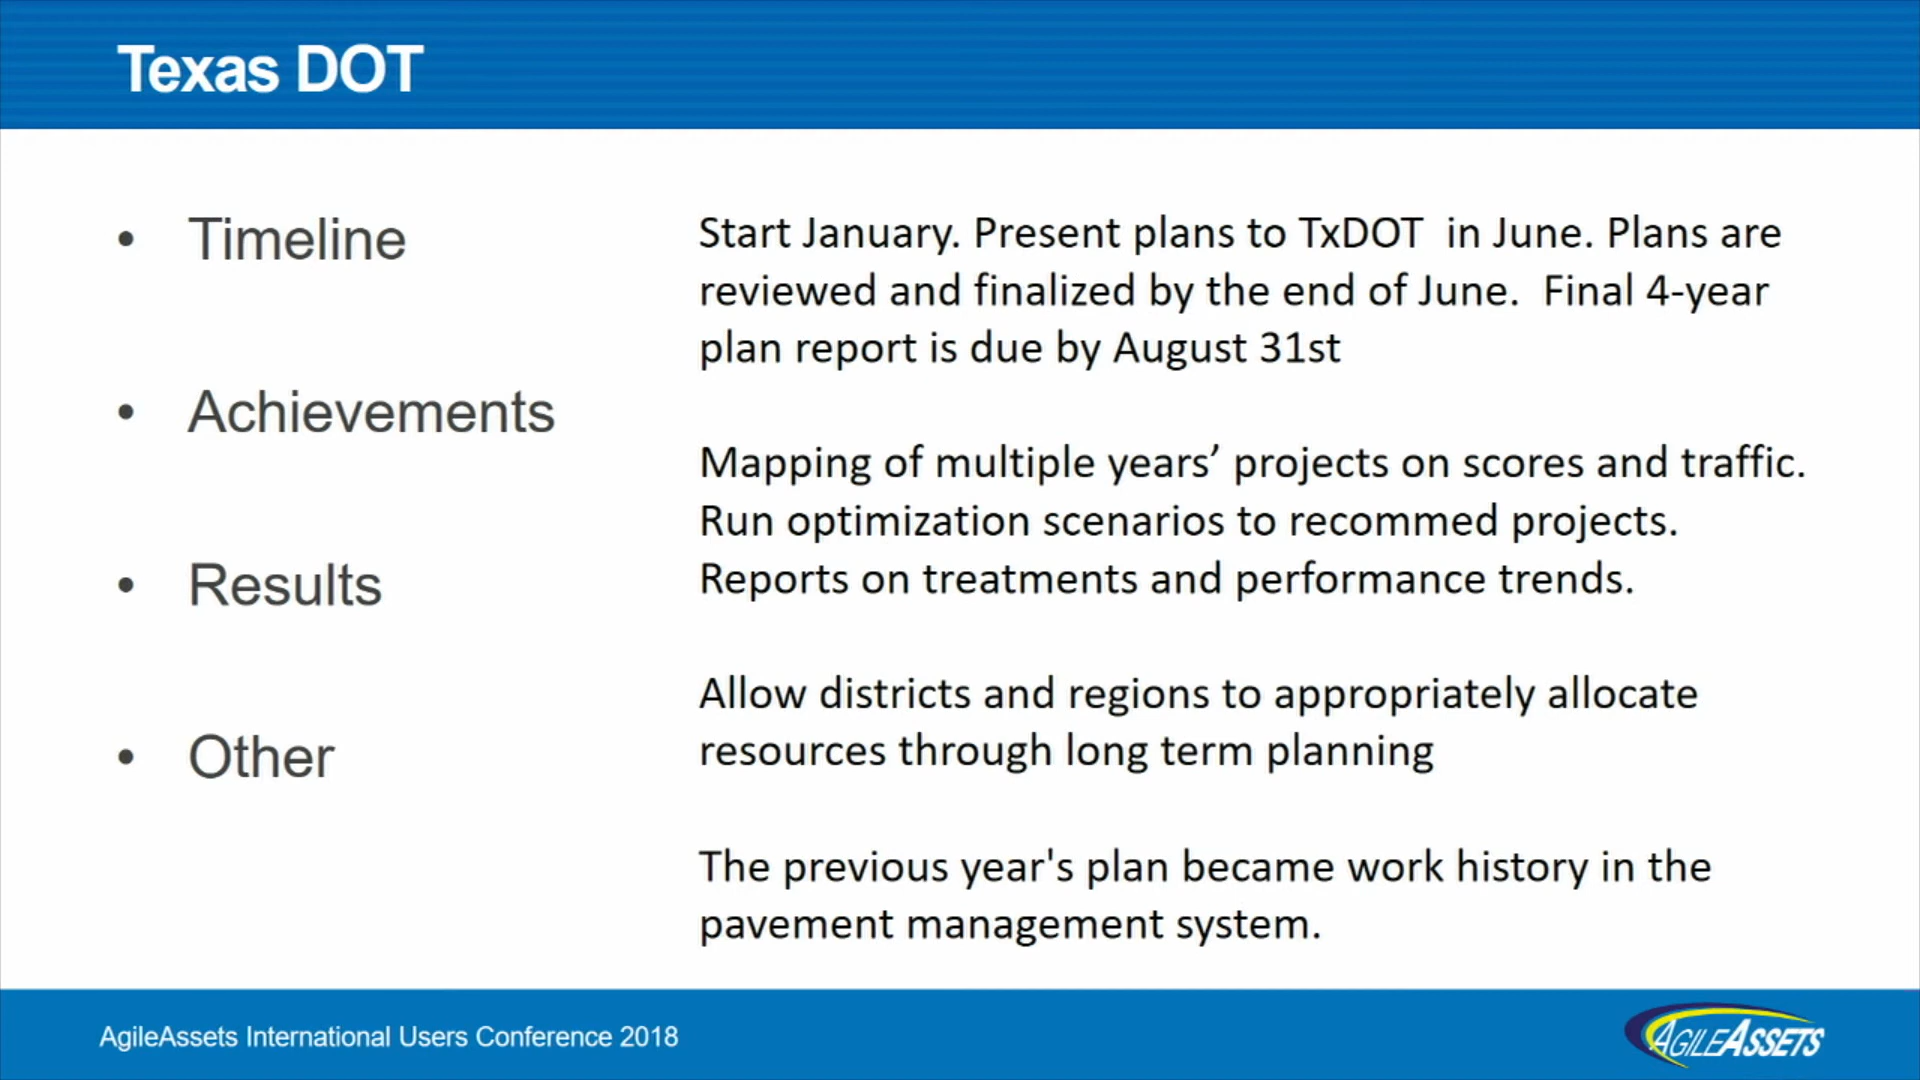 Texas DOT
• Timeline
• Achievements
• Results
• Other
Start January. Present plans to TxDOT in June. Plans are
reviewed and finalized by the end of June. Final 4-year
plan report is due by August 31st
Mapping of multiple years’ projects on scores and traffic.
Run optimization scenarios to recommed projects.
Reports on treatments and performance trends.
Allow districts and regions to appropriately allocate
resources through long term planning
The previous year's plan became work history in the
pavement management system.
AgileAssets International Users Conference 2018
AGILEASSETS